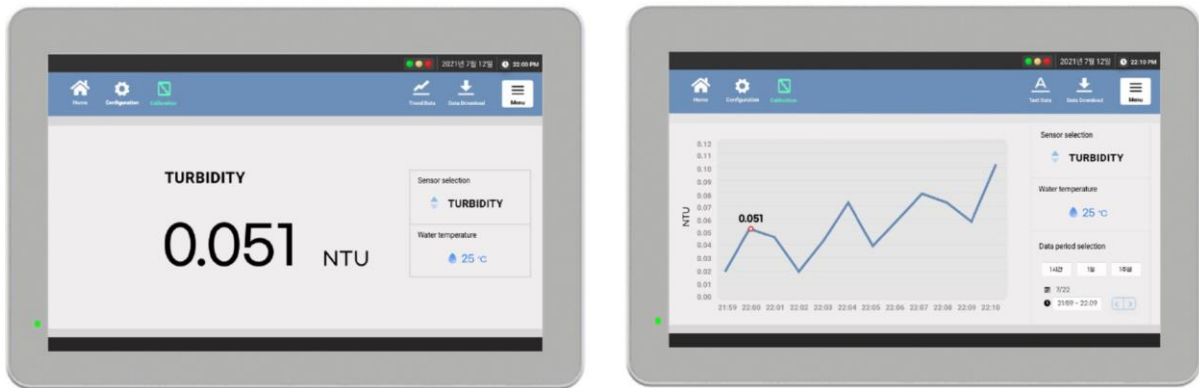 2021년 7월 12일 22:00 PM
Home Configuration Calibration Trend Data Data Download Menu
TURBIDITY
0.051 NTU
Sensor selection
TURBIDITY
Water temperature
25 ℃
2021년 7월 12일 22:10 PM
Home Configuration Calibration Text Data Data Download Menu
NTU
0.12
0.11
0.10
0.09
0.08
0.07
0.06
0.05
0.04
0.03
0.02
0.01
0.00
0.051
21:59 22:00 22:01 22:02 22:03 22:04 22:05 22:06 22:07 22:08 22:09 22:10
Sensor selection
TURBIDITY
Water temperature
25 ℃
Data period selection
1시간 1일 1주일
7/22
21:59 - 22:09